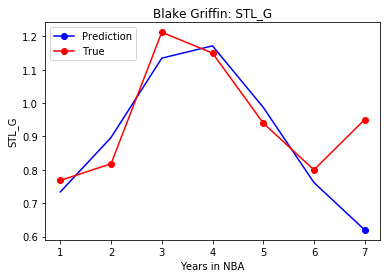 Blake Griffin: STL_G
Prediction
True
1.2
1.1
1.0
0.9
0.8
0.7
0.6
STL_G
1 2 3 4 5 6 7
Years in NBA